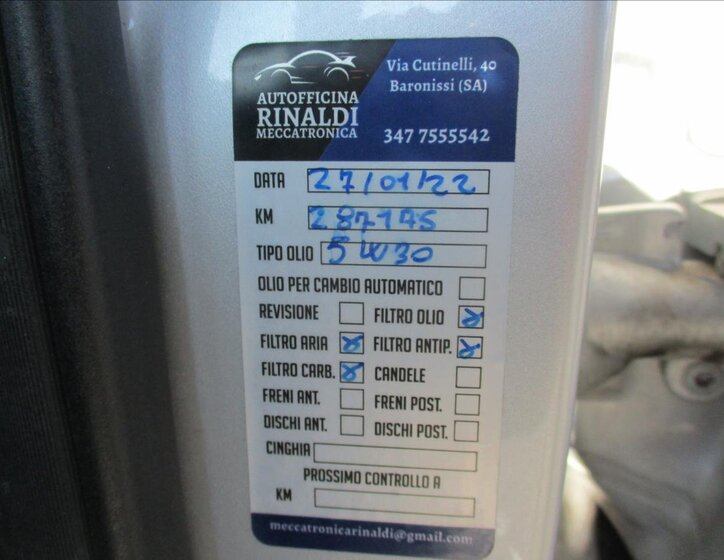 AUTOFFICINA
RINALDI
MECCATRONICA
Via Cutinelli, 40
Baronissi (SA)
347 7555542
DATA 27/01/22
KM 287175
TIPO OLIO 5W30
OLIO PER CAMBIO AUTOMATICO
REVISIONE FILTRO OLIO
FILTRO ARIA FILTRO ANTIP.
FILTRO CARB. CANDELE
FRENI ANT. FRENI POST.
DISCHI ANT. DISCHI POST.
CINGHIA
PROSSIMO CONTROLLO A
KM
meccatronicarinaldi@gmail.com